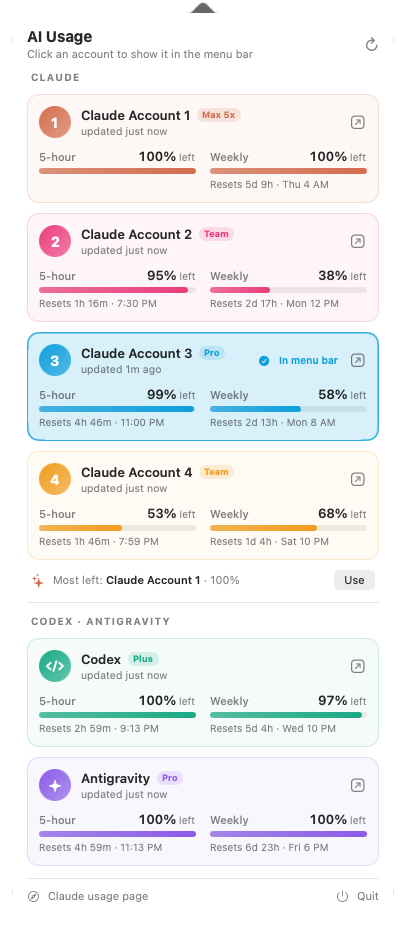 AI Usage
Click an account to show it in the menu bar
CLAUDE
1 Claude Account 1 Max 5x
updated just now
5-hour 100% left Weekly 100% left
Resets 5d 9h · Thu 4 AM
2 Claude Account 2 Team
updated just now
5-hour 95% left Weekly 38% left
Resets 1h 16m · 7:30 PM Resets 2d 17h · Mon 12 PM
3 Claude Account 3 Pro In menu bar
updated 1m ago
5-hour 99% left Weekly 58% left
Resets 4h 46m · 11:00 PM Resets 2d 13h · Mon 8 AM
4 Claude Account 4 Team
updated just now
5-hour 53% left Weekly 68% left
Resets 1h 46m · 7:59 PM Resets 1d 4h · Sat 10 PM
Most left: Claude Account 1 · 100% Use
CODEX · ANTIGRAVITY
</> Codex Plus
updated just now
5-hour 100% left Weekly 97% left
Resets 2h 59m · 9:13 PM Resets 5d 4h · Wed 10 PM
Antigravity Pro
updated just now
5-hour 100% left Weekly 100% left
Resets 4h 59m · 11:13 PM Resets 6d 23h · Fri 6 PM
Claude usage page Quit